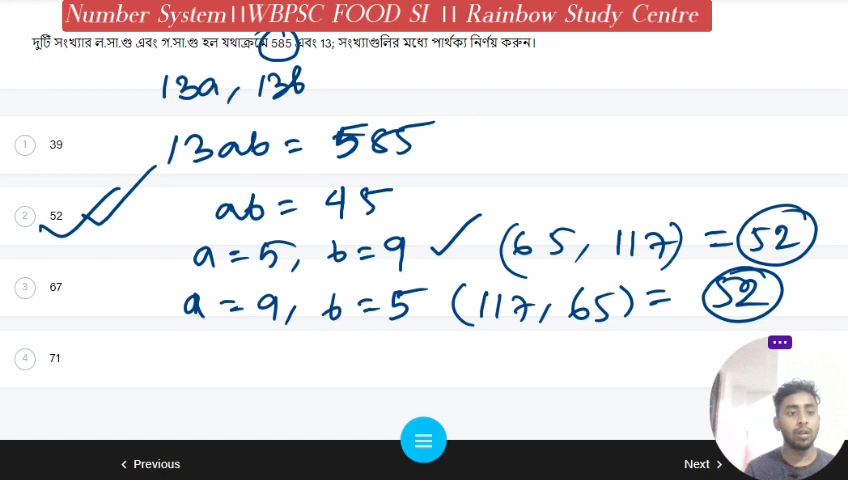 Number System||WBPSC FOOD SI || Rainbow Study Centre
দুটি সংখ্যার ল.সা.গু এবং গ.সা.গু হল যথাক্রমে 585 এবং 13; সংখ্যাগুলির মধ্যে পার্থক্য নির্ণয় করুন।
13a, 13b
1 39
13ab = 585
2 52
ab = 45
a = 5, b = 9 ✓ (65, 117) = 52
3 67
a = 9, b = 5 (117, 65) = 52
4 71
< Previous
Next >